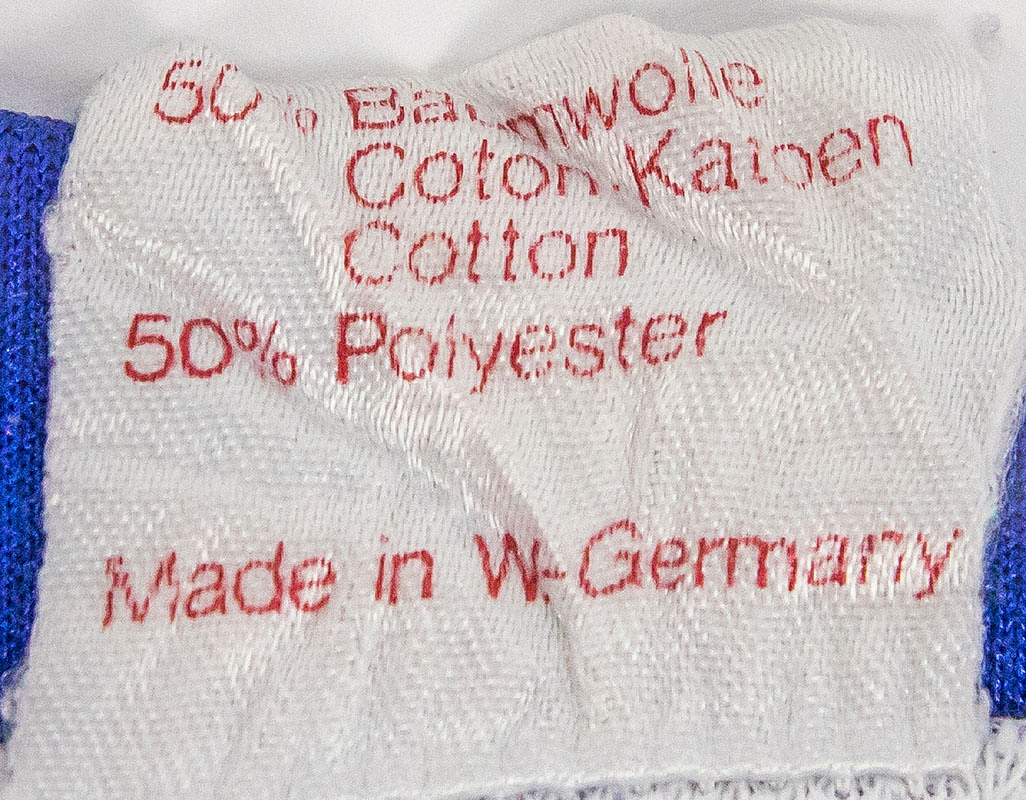 50% Baumwolle
Coton.Katoen
Cotton
50% Polyester
Made in W.-Germany